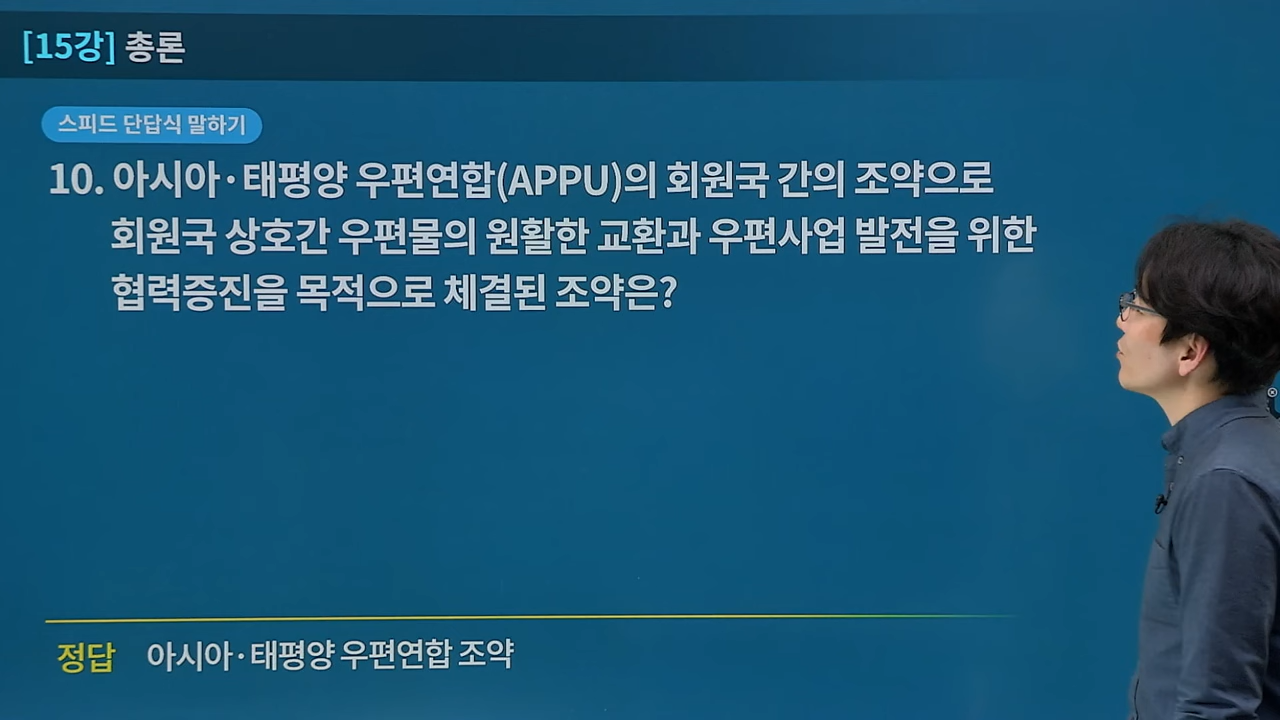 [15강] 총론
스피드 단답식 말하기
10. 아시아·태평양 우편연합(APPU)의 회원국 간의 조약으로
회원국 상호간 우편물의 원활한 교환과 우편사업 발전을 위한
협력증진을 목적으로 체결된 조약은?
정답 아시아·태평양 우편연합 조약